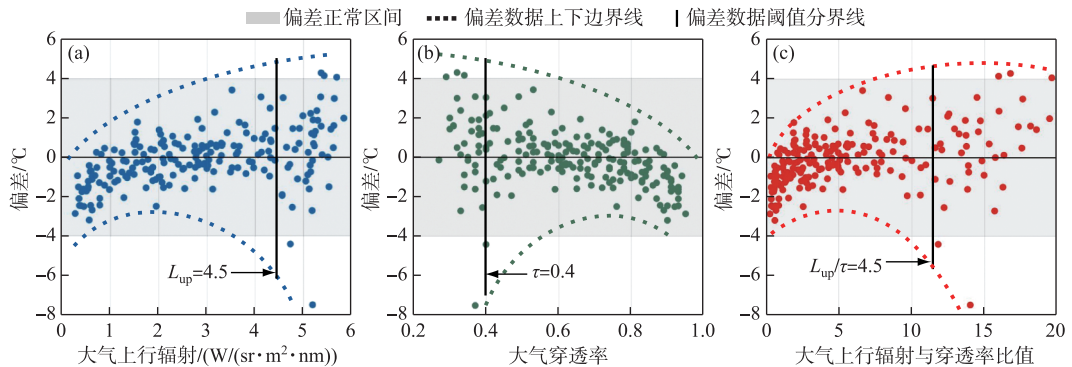 偏差正常区间 偏差数据上下边界线 偏差数据阈值分界线
(a)
偏差/℃
6
4
2
0
−2
−4
−6
−8
L_up=4.5
0 1 2 3 4 5 6
大气上行辐射/(W/(sr·m²·nm))
(b)
偏差/℃
6
4
2
0
−2
−4
−6
−8
τ=0.4
0.2 0.4 0.6 0.8 1.0
大气穿透率
(c)
偏差/℃
6
4
2
0
−2
−4
−6
−8
L_up/τ=4.5
0 5 10 15 20
大气上行辐射与穿透率比值